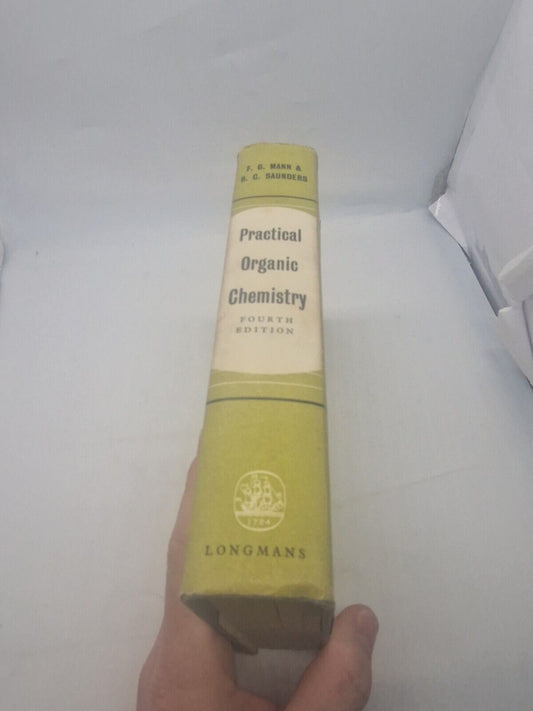 F. G. MANN &
B. C. SAUNDERS
Practical
Organic
Chemistry
FOURTH
EDITION
1724
LONGMANS